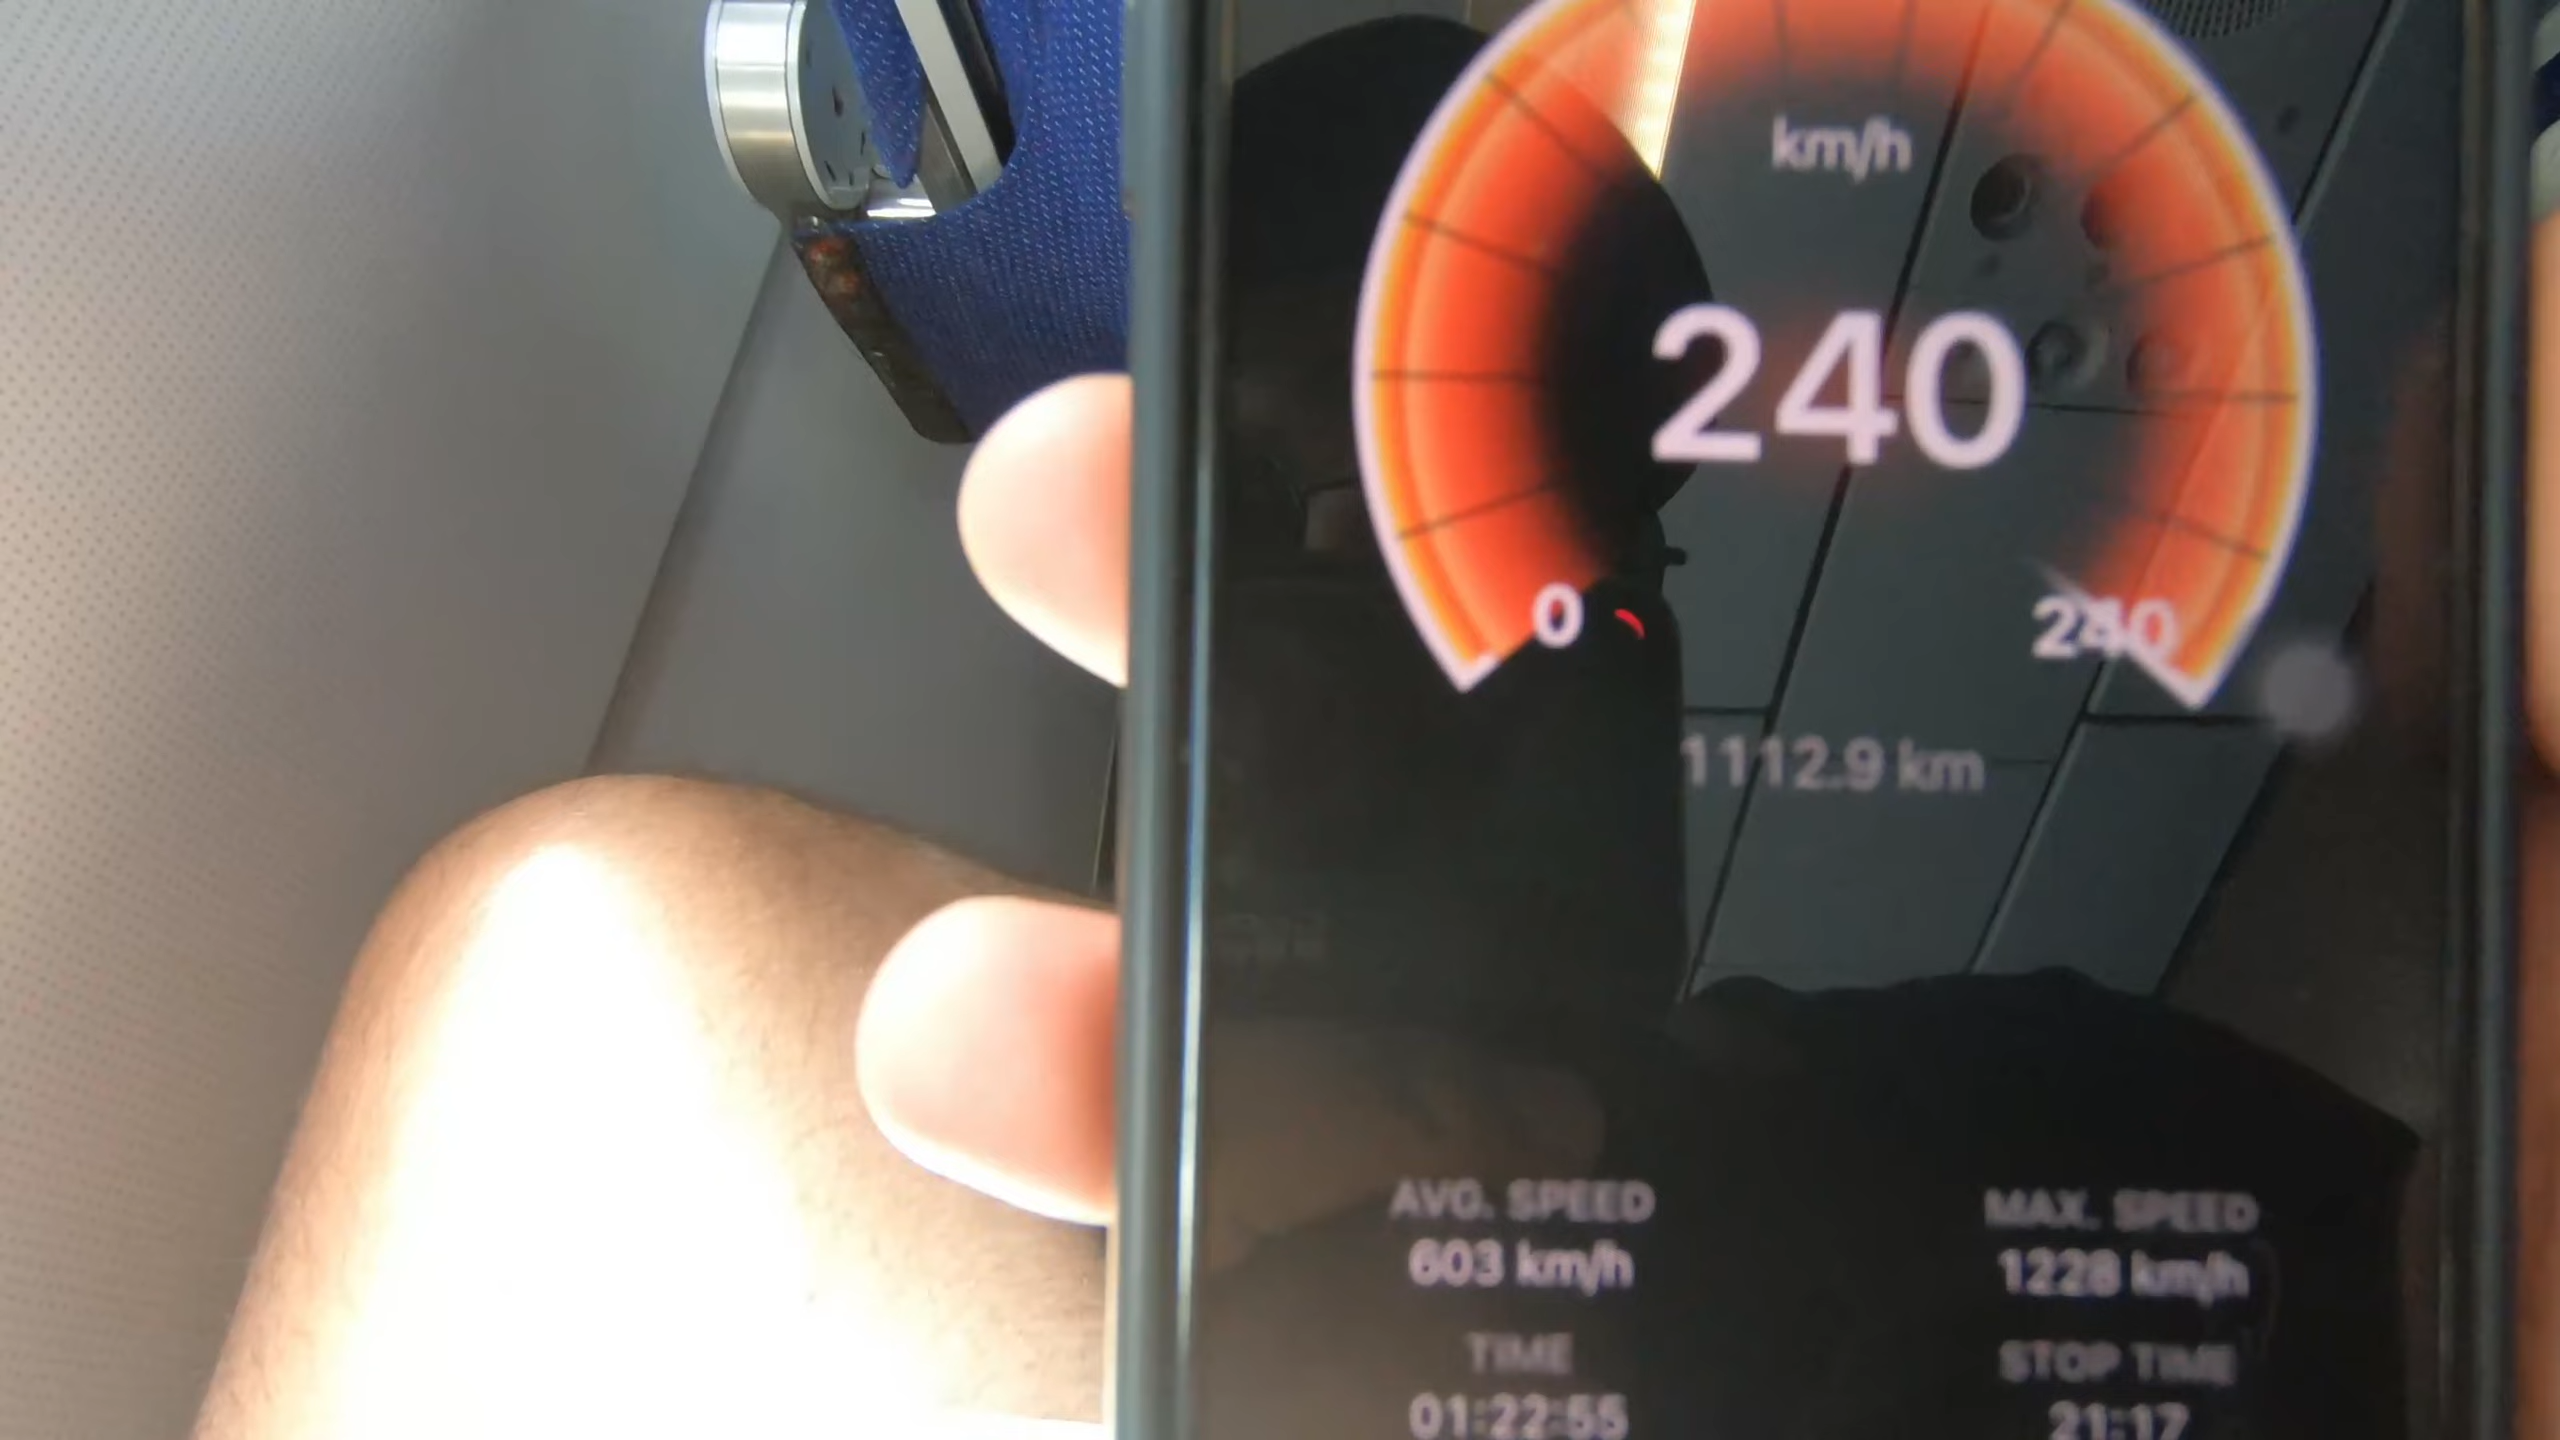 km/h
240
0
240
1112.9 km
AVG. SPEED
MAX. SPEED
603 km/h
1228 km/h
TIME
STOP TIME
01:22:55
21:17